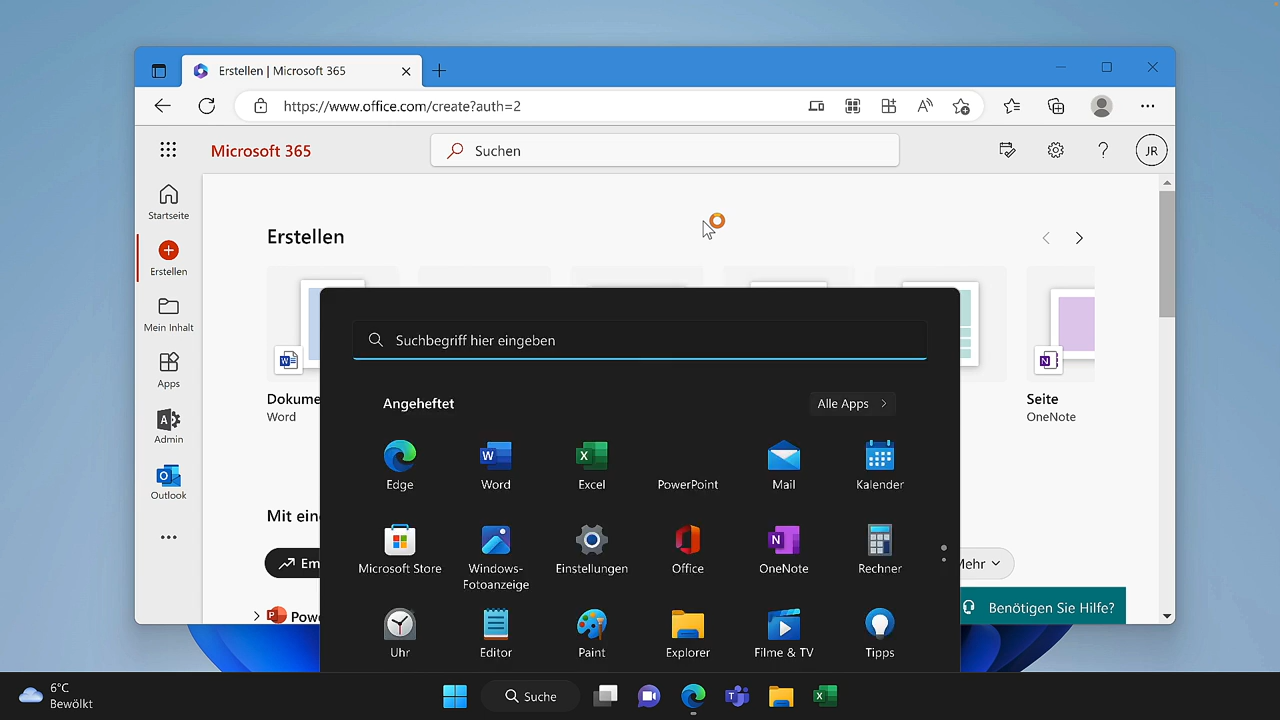 Erstellen | Microsoft 365
https://www.office.com/create?auth=2
Microsoft 365
Suchen
JR
Startseite
Erstellen
Mein Inhalt
Apps
Admin
Outlook
Erstellen
Dokume
Word
Seite
OneNote
Mit ein
Em
Mehr
Pow
Benötigen Sie Hilfe?
Suchbegriff hier eingeben
Angeheftet
Alle Apps
Edge
Word
Excel
PowerPoint
Mail
Kalender
Microsoft Store
Windows-
Fotoanzeige
Einstellungen
Office
OneNote
Rechner
Uhr
Editor
Paint
Explorer
Filme & TV
Tipps
6°C
Bewölkt
Suche